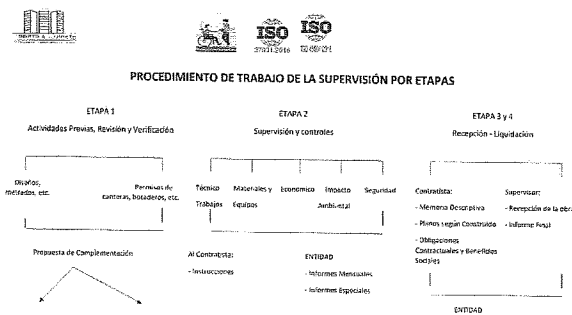 ISO
37001:2016
ISO
PROCEDIMIENTO DE TRABAJO DE LA SUPERVISIÓN POR ETAPAS
ETAPA 1
Actividades Previas, Revisión y Verificación
Diseños,
metrados, etc.
Permisos de
canteras, botaderos, etc.
Propuesta de Complementación
ETAPA 2
Supervisión y controles
Técnico Materiales y Económico Impacto Seguridad
Trabajos Equipos Ambiental
Al Contratista:
- Instrucciones
ENTIDAD
- Informes Mensuales
- Informes Especiales
ETAPA 3 y 4
Recepción - Liquidación
Contratista:
- Memoria Descriptiva
- Planos según Construido
- Obligaciones
Contractuales y Beneficios
Sociales
Supervisor:
- Recepción de la obr
- Informe Final
ENTIDAD